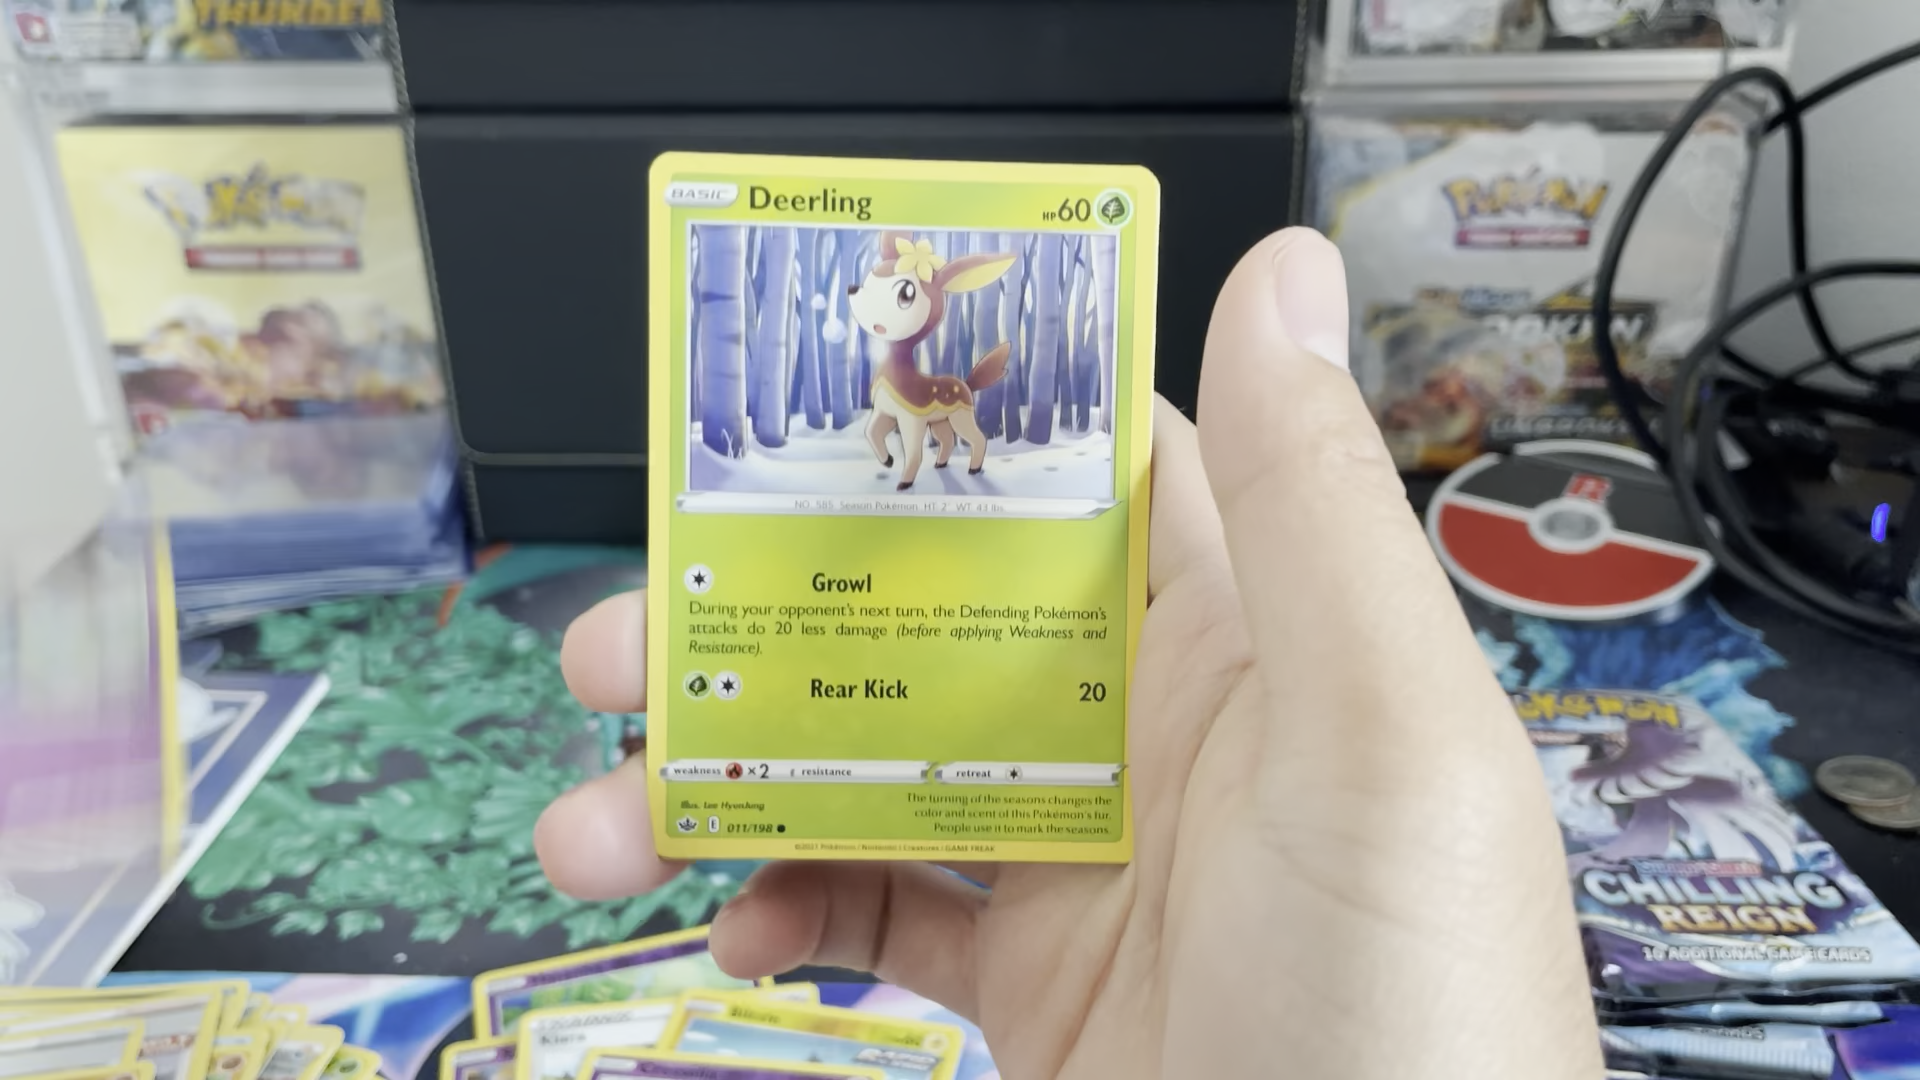 THUNDER
BASIC
Deerling
HP60
NO. 585. Season Pokémon. HT: 2' WT: 43 lbs.
Growl
During your opponent's next turn, the Defending Pokémon's
attacks do 20 less damage (before applying Weakness and
Resistance).
Rear Kick 20
weakness ×2 resistance
retreat
Illus. Lee HyunJung
The turning of the seasons changes the
color and scent of this Pokémon's fur.
People use it to mark the seasons.
E 011/198
©2021 Pokémon / Nintendo / Creatures / GAME FREAK
Pokémon
R
CHILLING
REIGN
10 ADDITIONAL GAME CARDS